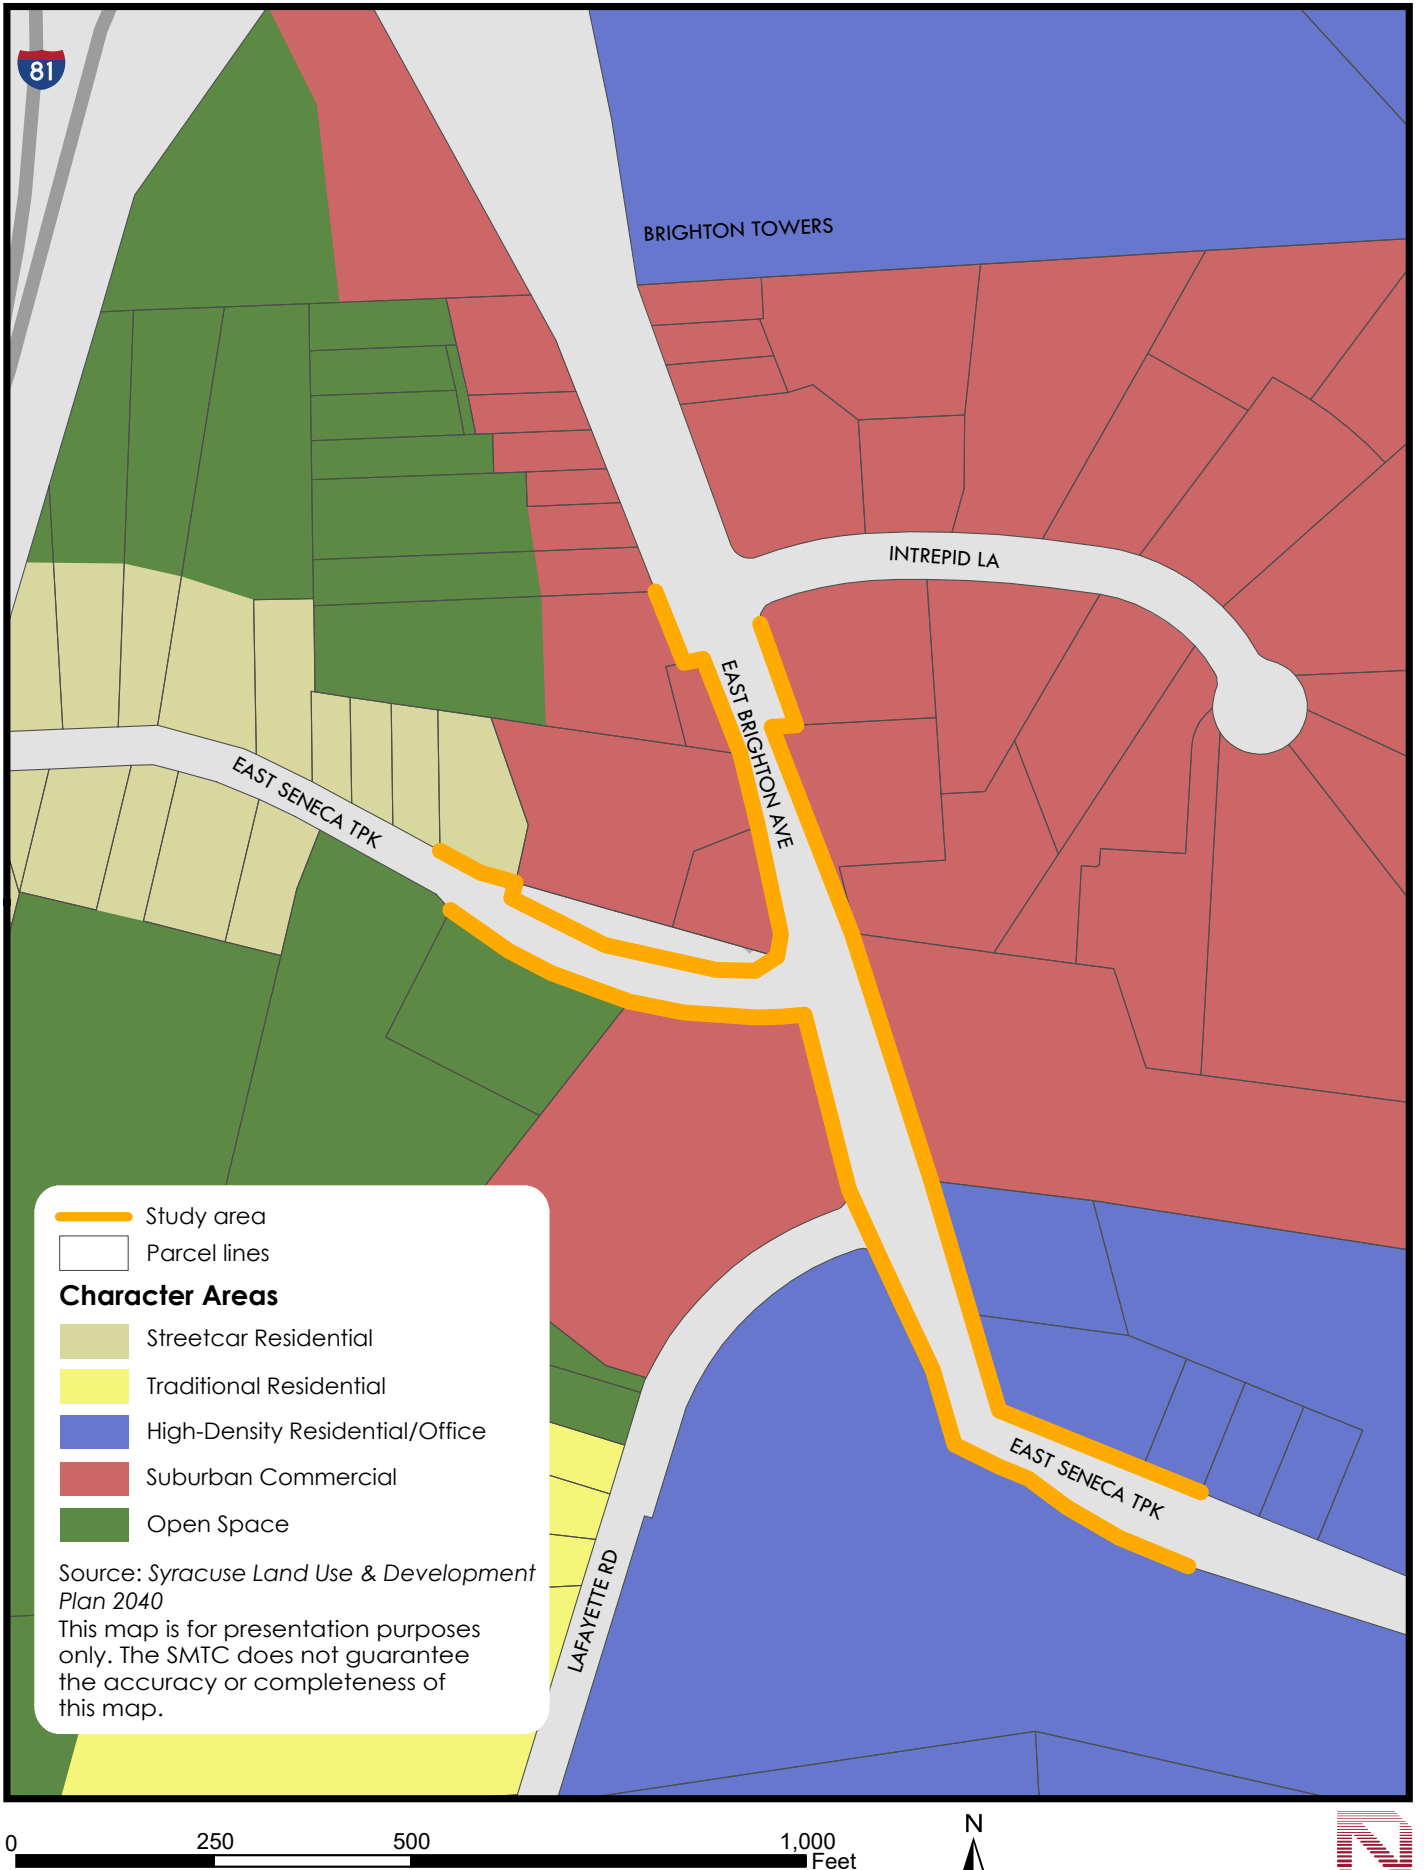 81
BRIGHTON TOWERS
INTREPID LA
EAST BRIGHTON AVE
EAST SENECA TPK
EAST SENECA TPK
LAFAYETTE RD
Study area
Parcel lines
Character Areas
Streetcar Residential
Traditional Residential
High-Density Residential/Office
Suburban Commercial
Open Space
Source: Syracuse Land Use & Development
Plan 2040
This map is for presentation purposes
only. The SMTC does not guarantee
the accuracy or completeness of
this map.
0 250 500 1,000
Feet
N